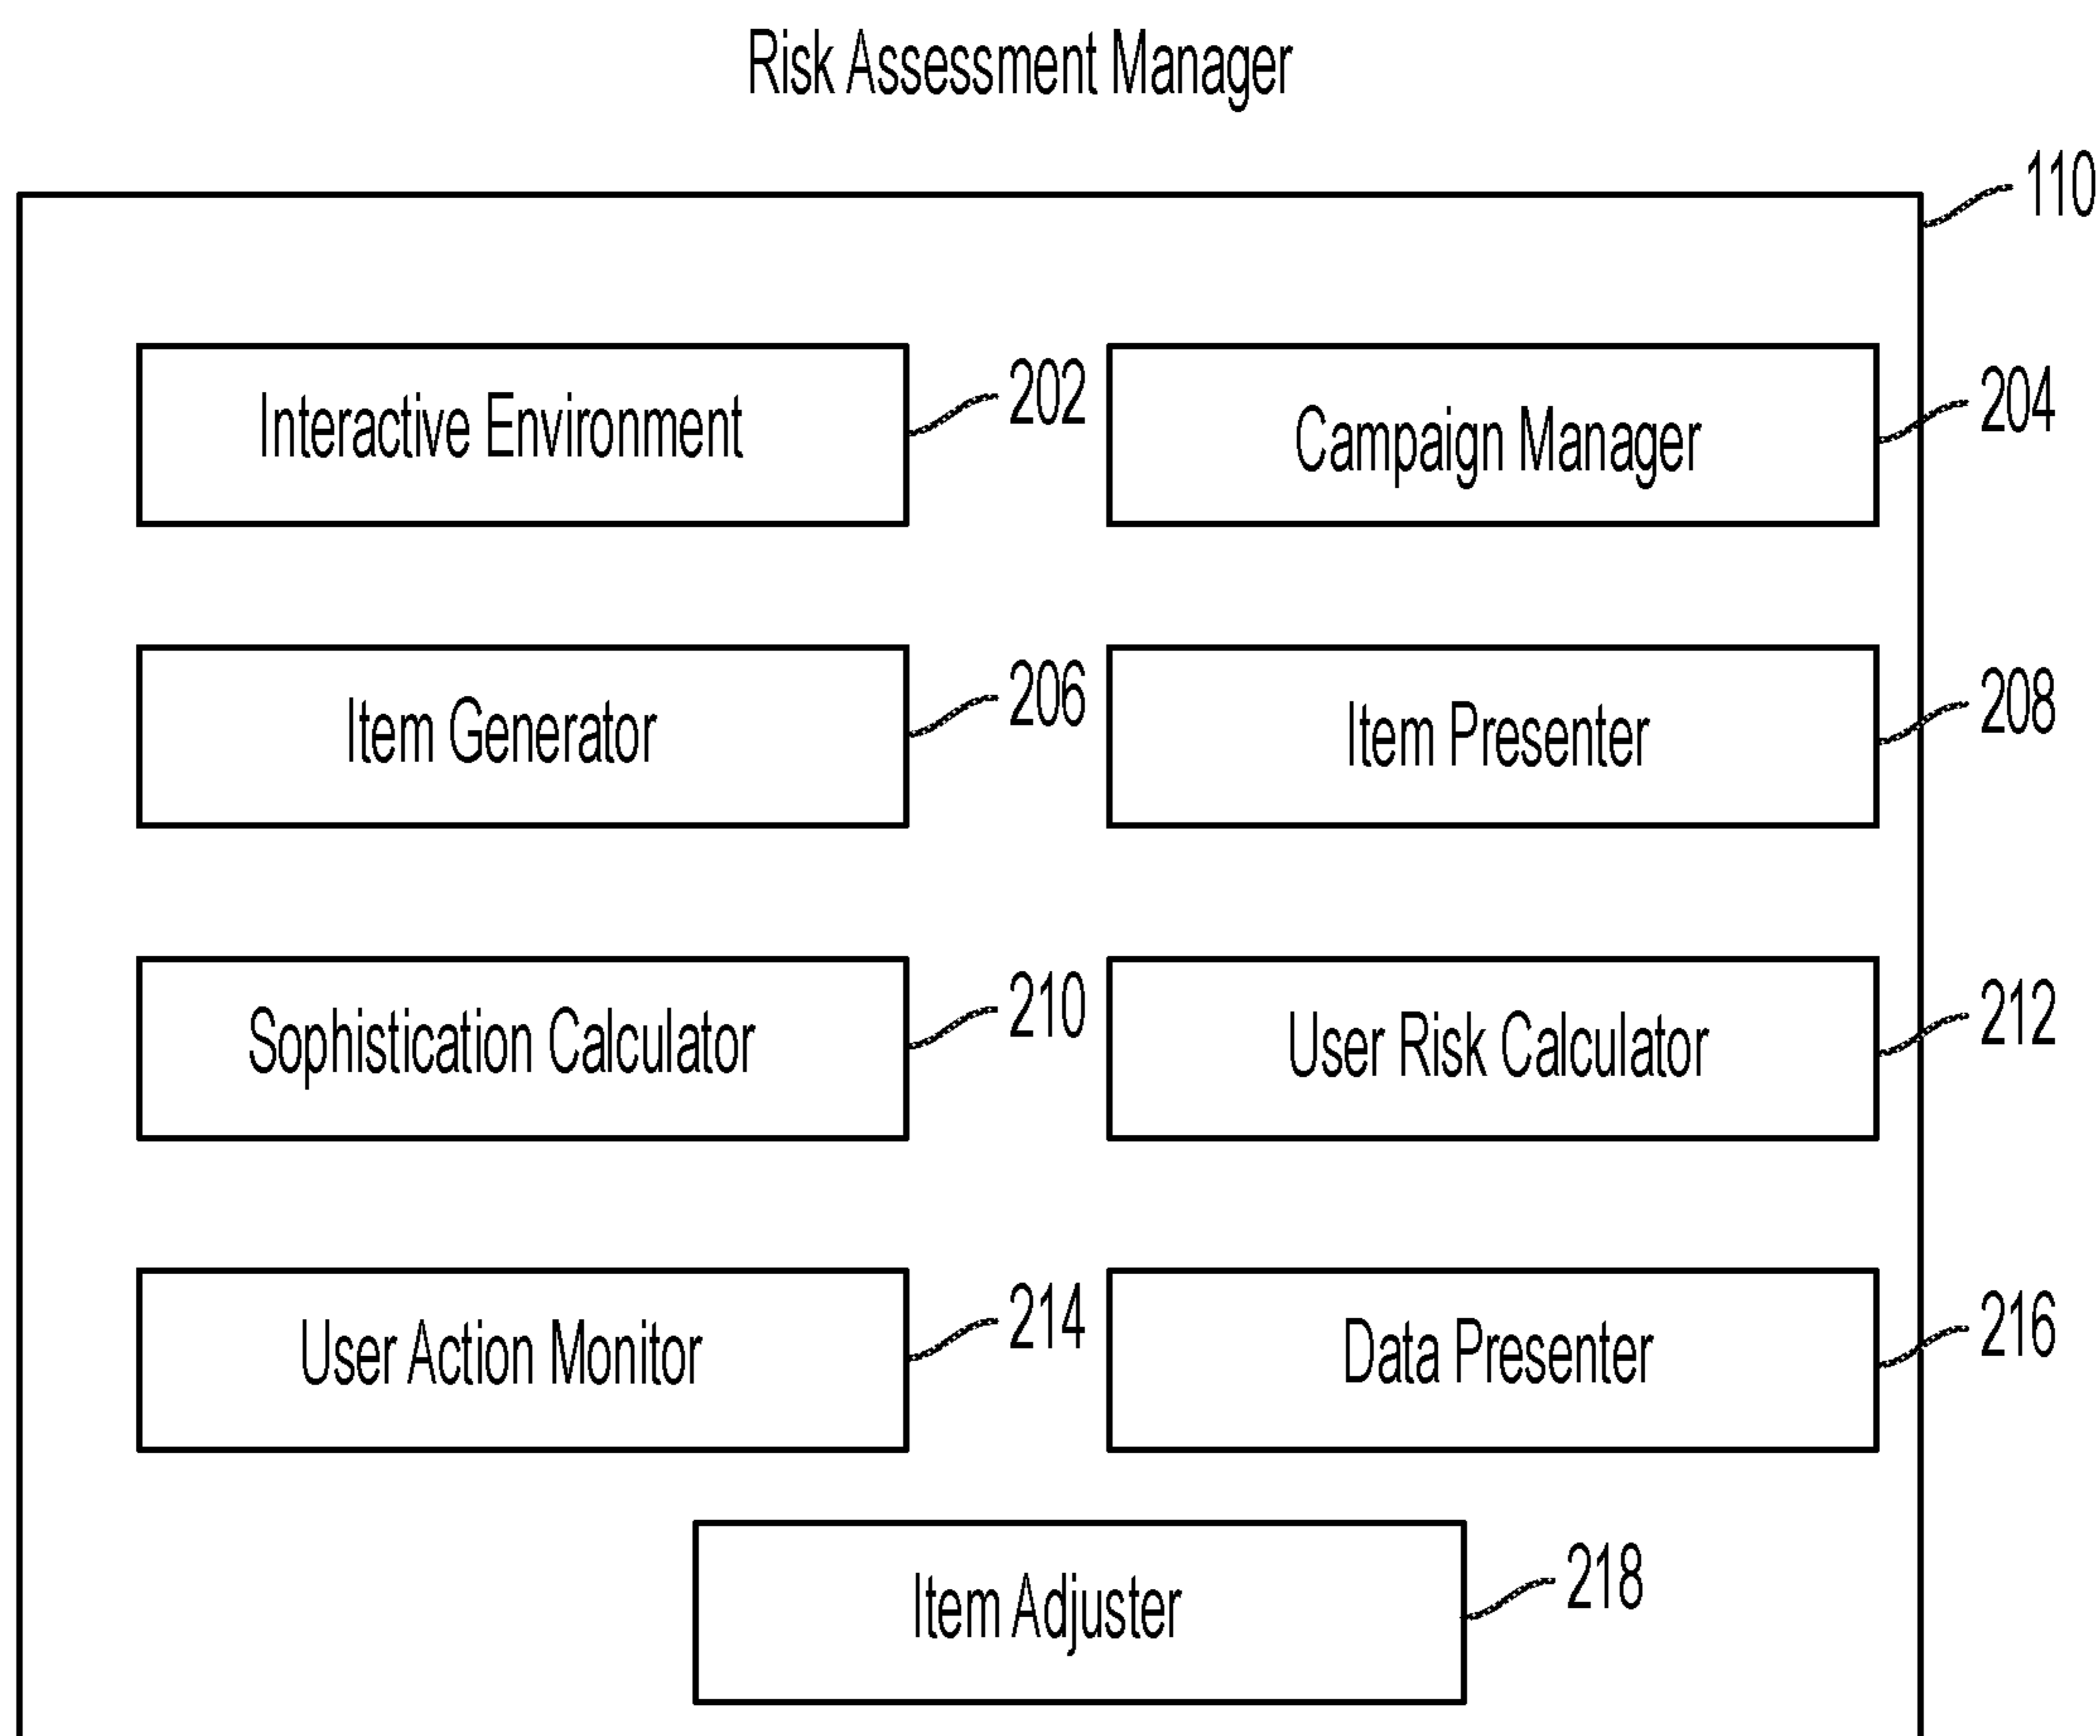 Risk Assessment Manager
110
Interactive Environment
202
Campaign Manager
204
Item Generator
206
Item Presenter
208
Sophistication Calculator
210
User Risk Calculator
212
User Action Monitor
214
Data Presenter
216
Item Adjuster
218